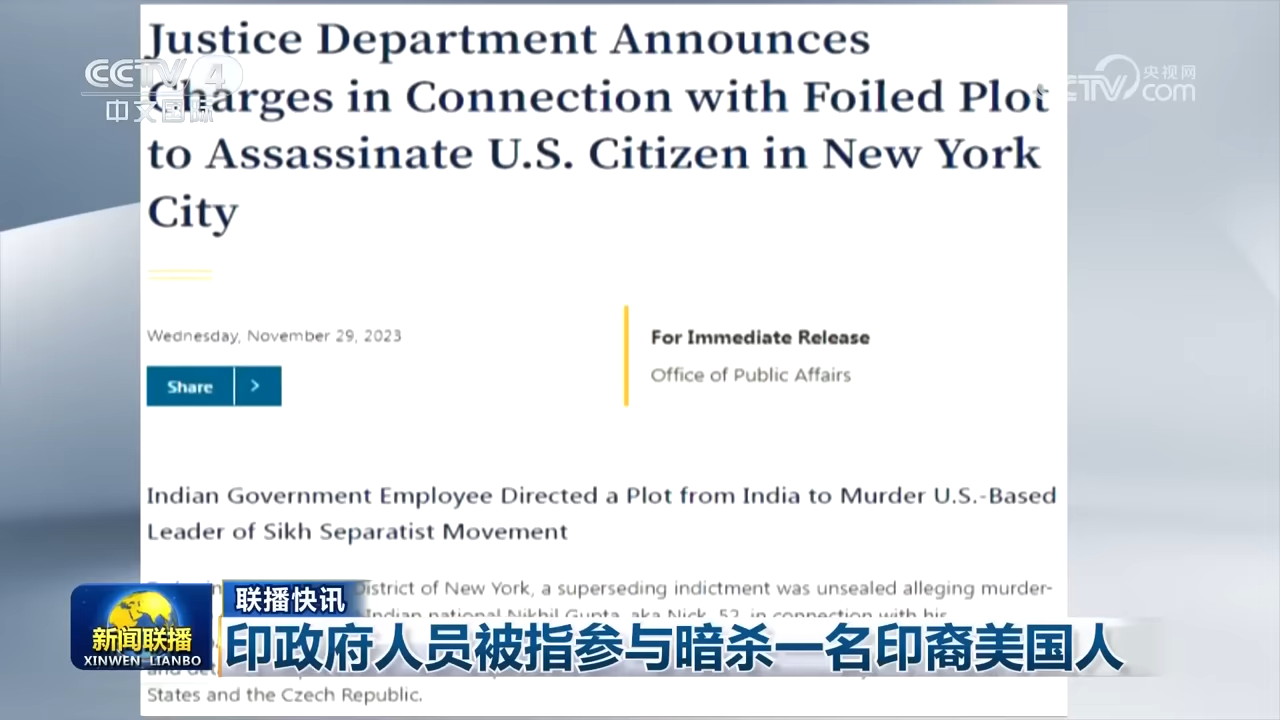 CCTV 4
中文国际
CCTV 央视网
com
Justice Department Announces
Charges in Connection with Foiled Plot
to Assassinate U.S. Citizen in New York
City
Wednesday, November 29, 2023
Share >
For Immediate Release
Office of Public Affairs
Indian Government Employee Directed a Plot from India to Murder U.S.-Based
Leader of Sikh Separatist Movement
District of New York, a superseding indictment was unsealed alleging murder-
Indian national Nikhil Gupta, aka Nick, 52, in connection with his
联播快讯
新闻联播
XINWEN LIANBO
印政府人员被指参与暗杀一名印裔美国人
States and the Czech Republic.